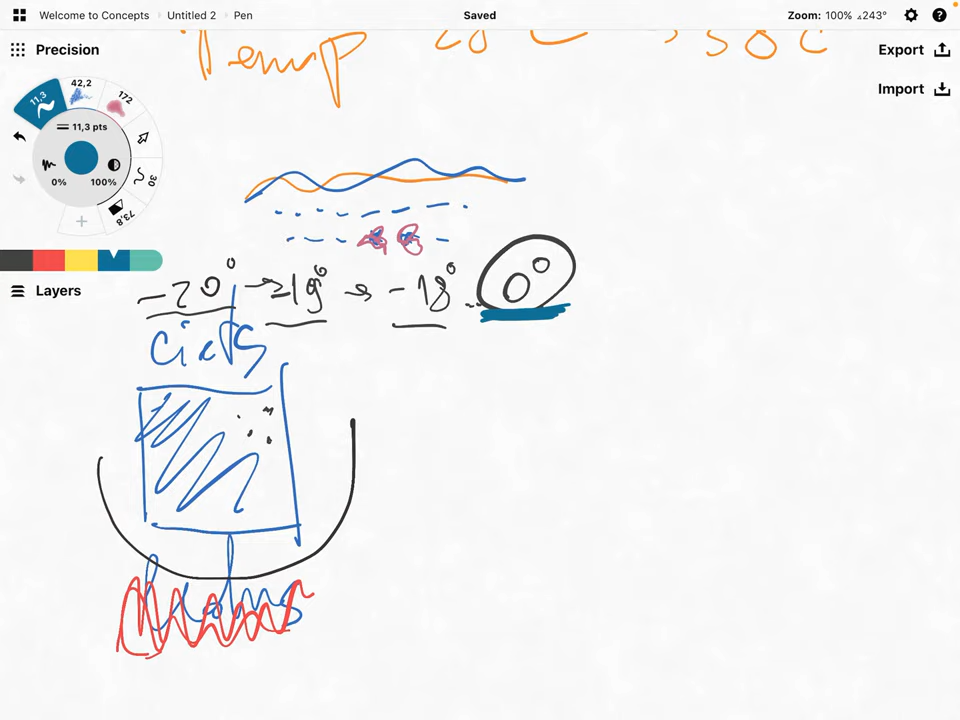 Welcome to Concepts > Untitled 2 > Pen
Saved
Zoom: 100% ⊿243°
Precision
Export
Import
42,2
172
11,3
11,3 pts
0%
100%
30
73,8
Layers
Temp
-20° → -19° → -18° .. 0°
ciets